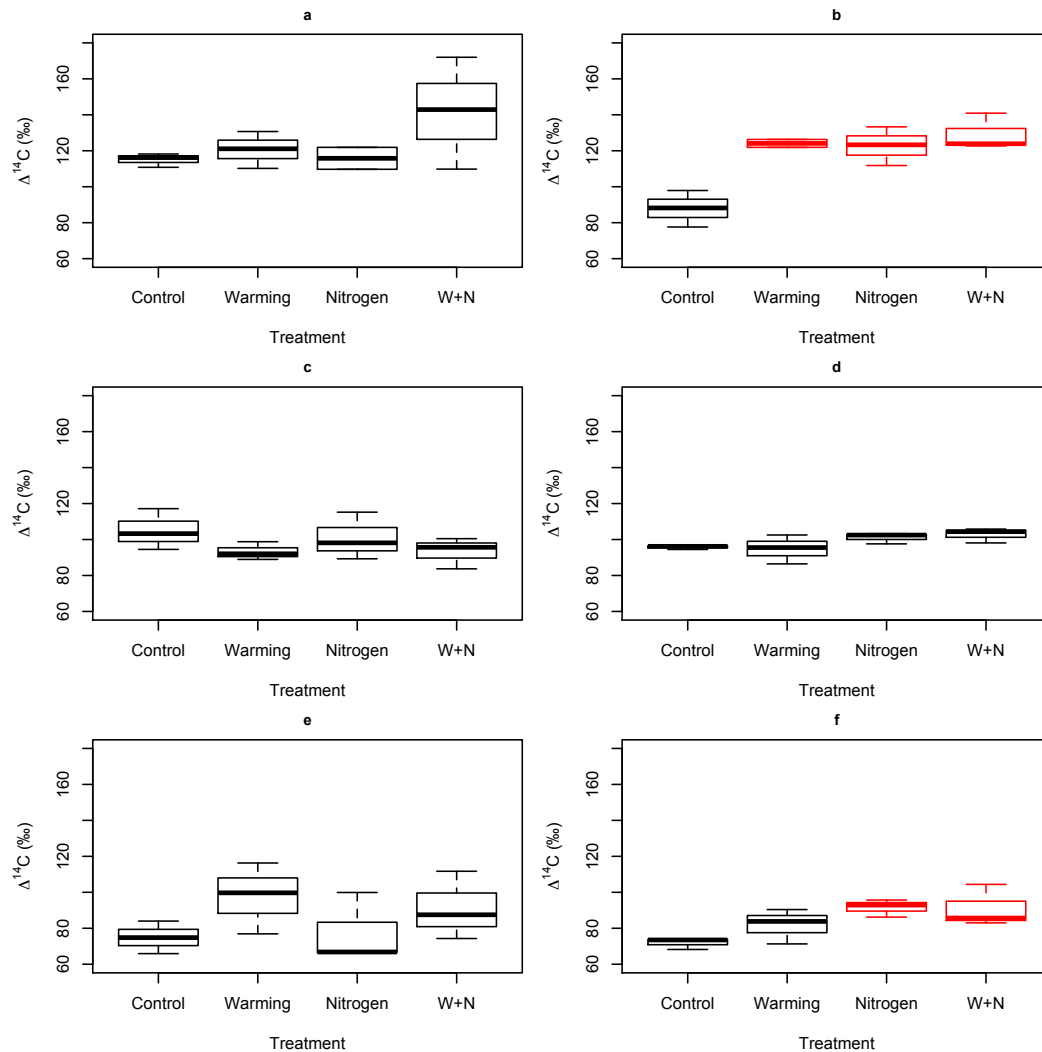 a
Δ¹⁴C (‰)
160
120
80
60
Control Warming Nitrogen W+N
Treatment
b
Δ¹⁴C (‰)
160
120
80
60
Control Warming Nitrogen W+N
Treatment
c
Δ¹⁴C (‰)
160
120
80
60
Control Warming Nitrogen W+N
Treatment
d
Δ¹⁴C (‰)
160
120
80
60
Control Warming Nitrogen W+N
Treatment
e
Δ¹⁴C (‰)
160
120
80
60
Control Warming Nitrogen W+N
Treatment
f
Δ¹⁴C (‰)
160
120
80
60
Control Warming Nitrogen W+N
Treatment